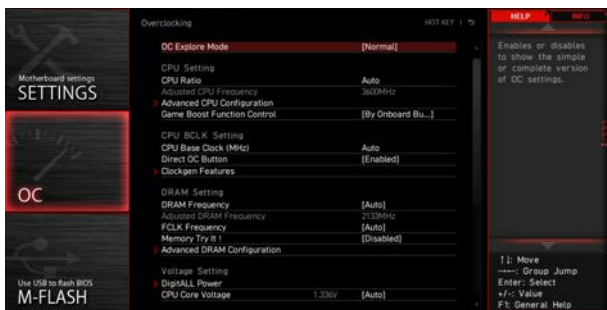 Overclocking
HOT KEY |
OC Explore Mode [Normal]
CPU Setting
CPU Ratio Auto
Adjusted CPU Frequency 3600MHz
Advanced CPU Configuration
Game Boost Function Control [By Onboard Bu...]
CPU BCLK Setting
CPU Base Clock (MHz) Auto
Direct OC Button [Enabled]
Clockgen Features
DRAM Setting
DRAM Frequency [Auto]
Adjusted DRAM Frequency 2133MHz
FCLK Frequency [Auto]
Memory Try It ! [Disabled]
Advanced DRAM Configuration
Voltage Setting
DigitALL Power
CPU Core Voltage 1.336V [Auto]
Motherboard settings
SETTINGS
OC
Use USB to flash BIOS
M-FLASH
HELP
INFO
Enables or disables
to show the simple
or complete version
of OC settings.
↑↓: Move
→←: Group Jump
Enter: Select
+/-: Value
F1: General Help